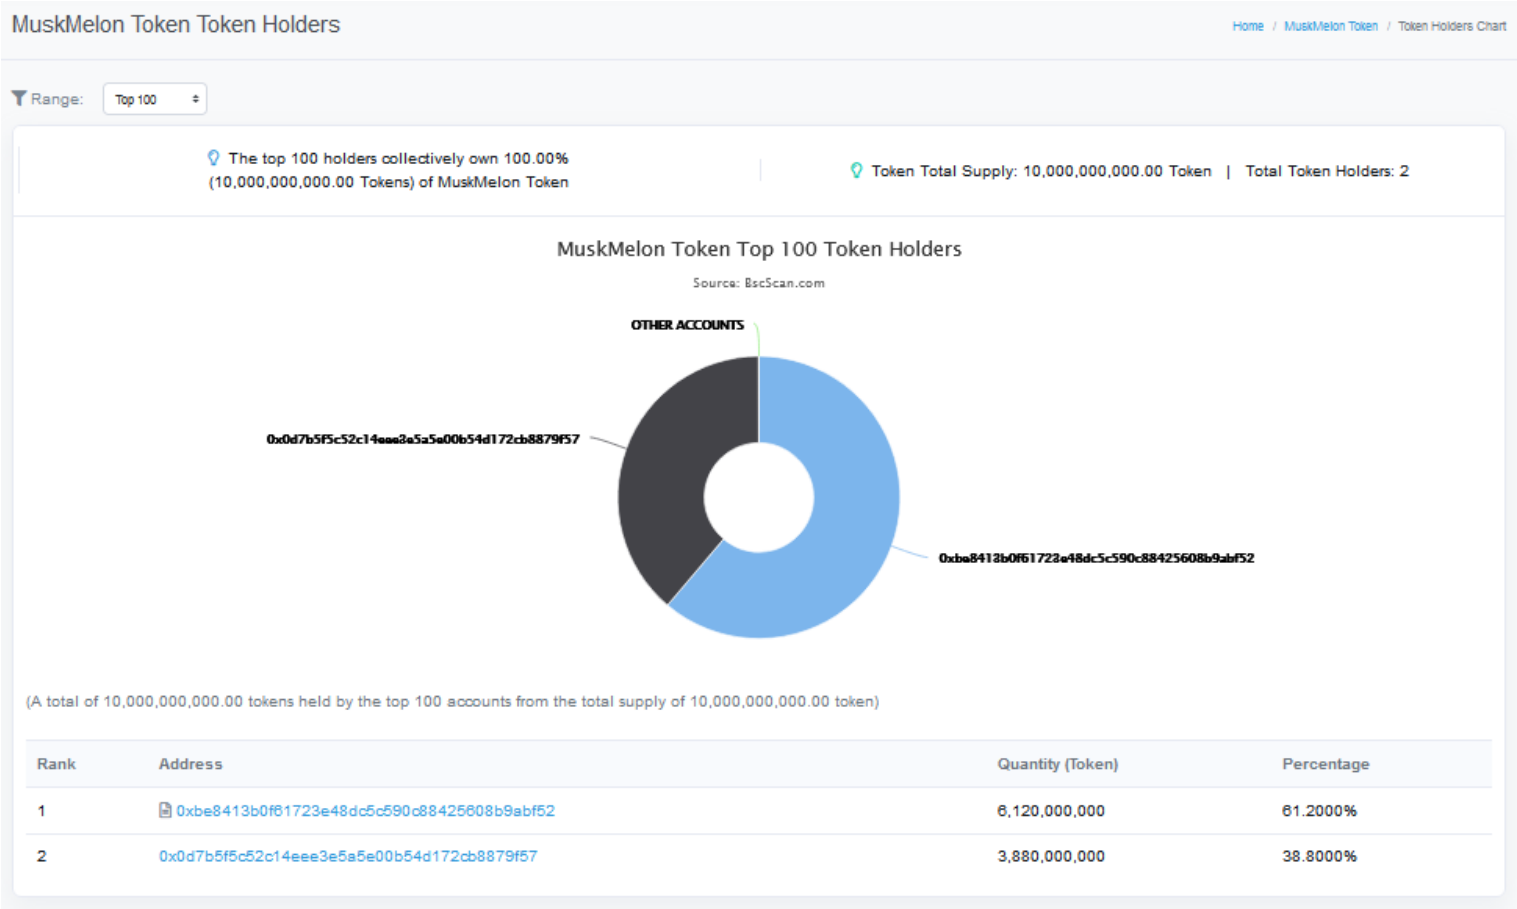 MuskMelon Token Token Holders
Home / MuskMelon Token / Token Holders Chart
Range: Top 100
The top 100 holders collectively own 100.00%
(10,000,000,000.00 Tokens) of MuskMelon Token
Token Total Supply: 10,000,000,000.00 Token | Total Token Holders: 2
MuskMelon Token Top 100 Token Holders
Source: BscScan.com
OTHER ACCOUNTS
0x0d7b5f5c52c14eee3e5a5e00b54d172cb8879f57
0xbe8413b0f61723e48dc5c590c88425608b9abf52
(A total of 10,000,000,000.00 tokens held by the top 100 accounts from the total supply of 10,000,000,000.00 token)
Rank Address Quantity (Token) Percentage
1 0xbe8413b0f61723e48dc5c590c88425608b9abf52 6,120,000,000 61.2000%
2 0x0d7b5f5c52c14eee3e5a5e00b54d172cb8879f57 3,880,000,000 38.8000%